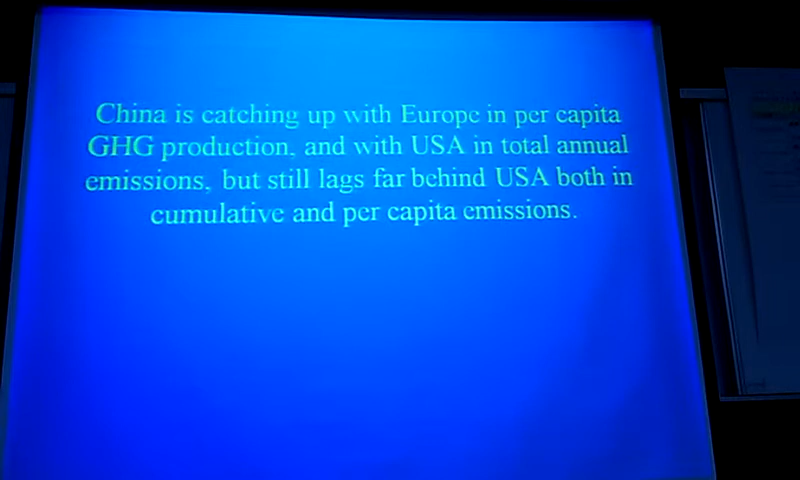 China is catching up with Europe in per capita
GHG production, and with USA in total annual
emissions, but still lags far behind USA both in
cumulative and per capita emissions.